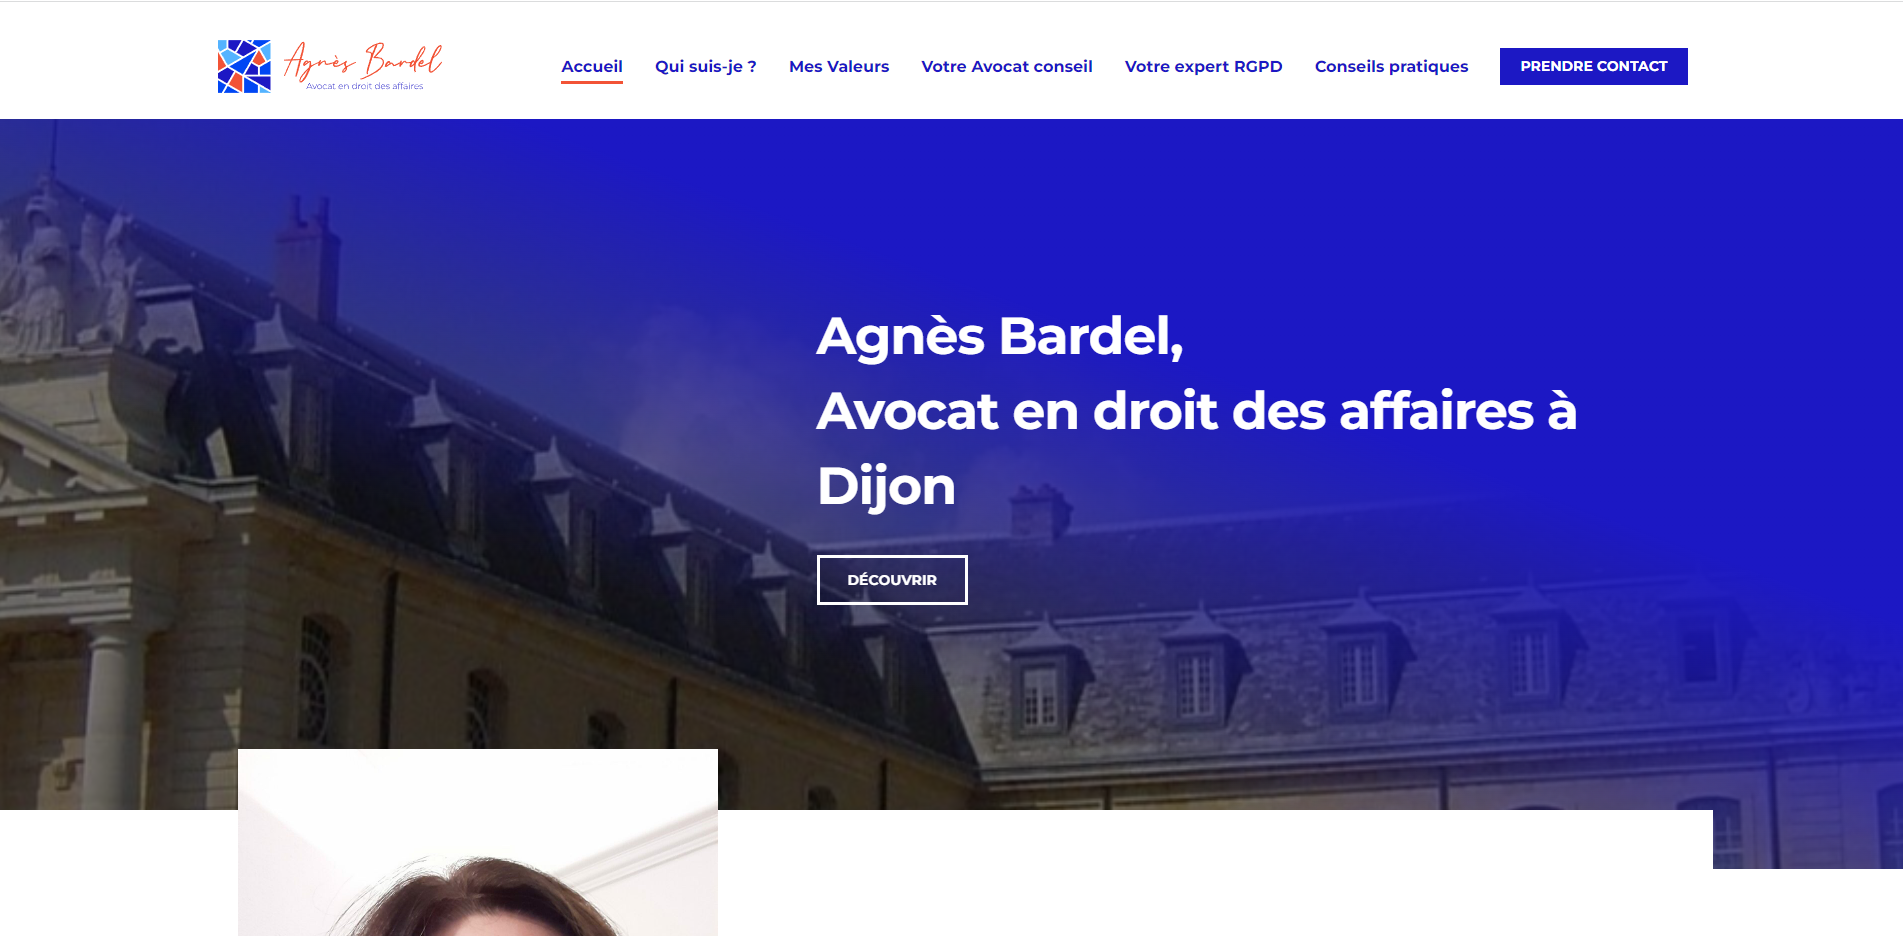 Agnès Bardel
Avocat en droit des affaires
Accueil
Qui suis-je ?
Mes Valeurs
Votre Avocat conseil
Votre expert RGPD
Conseils pratiques
PRENDRE CONTACT
Agnès Bardel,
Avocat en droit des affaires à
Dijon
DÉCOUVRIR